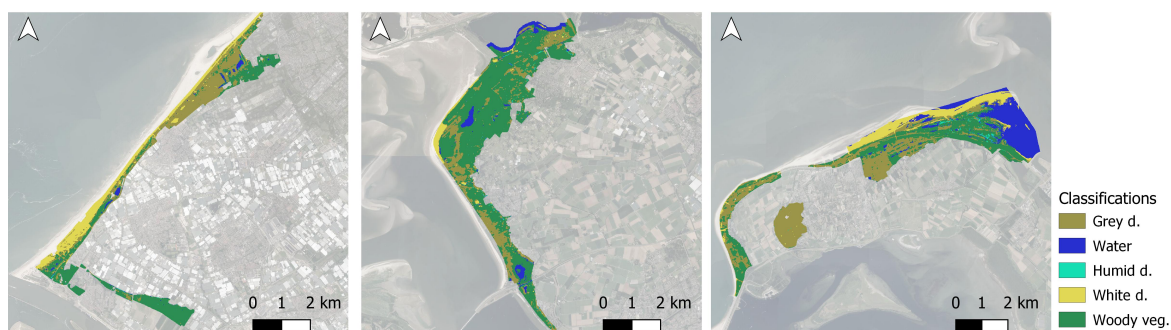 0 1 2 km
0 1 2 km
0 1 2 km
Classifications
Grey d.
Water
Humid d.
White d.
Woody veg.